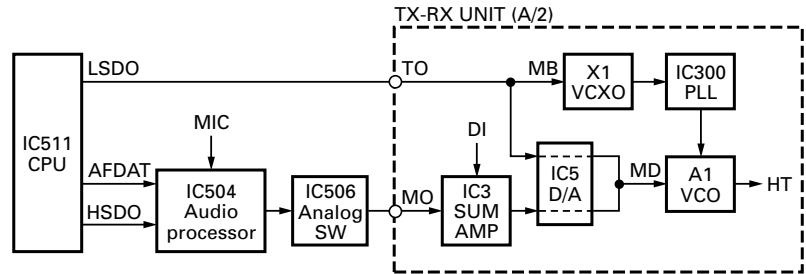 TX-RX UNIT (A/2)
LSDO
TO
MB
X1
VCXO
IC300
PLL
MIC
DI
IC511
CPU
AFDAT
HSDO
IC504
Audio
processor
IC506
Analog
SW
MO
IC3
SUM
AMP
IC5
D/A
MD
A1
VCO
HT